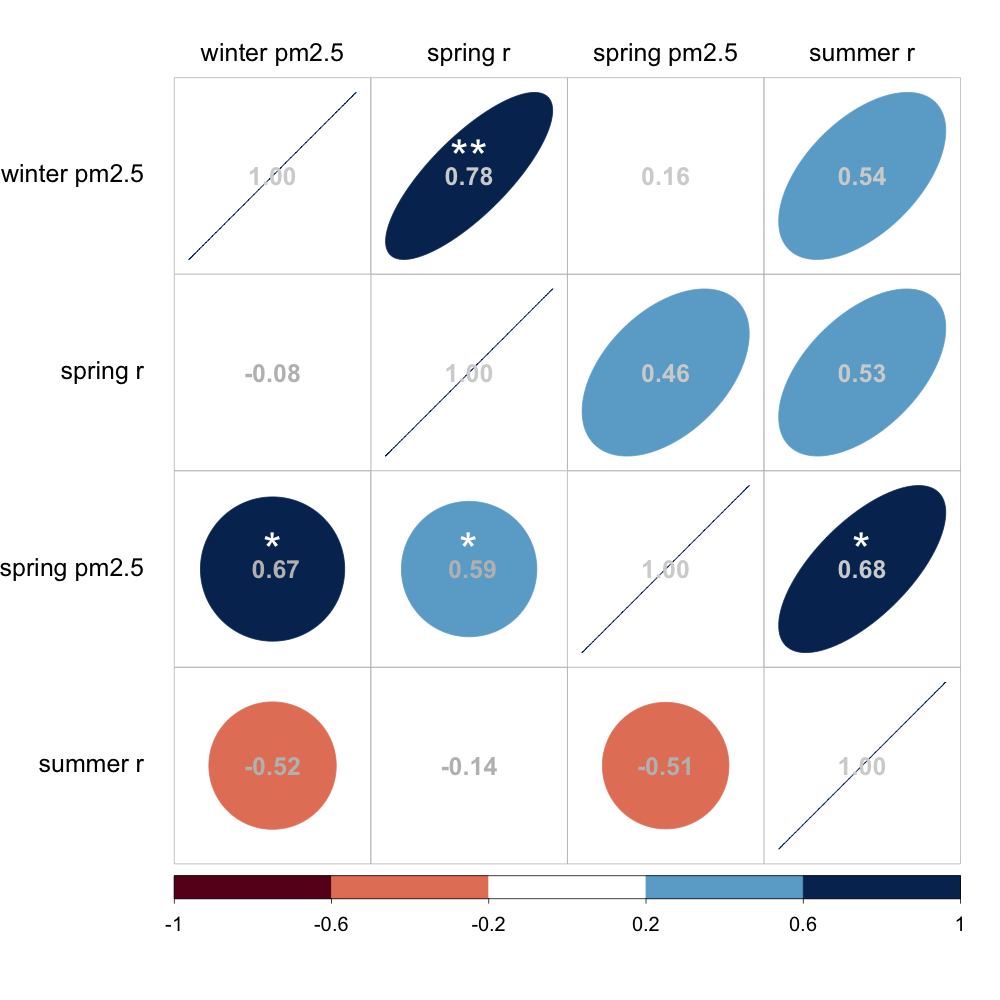 winter pm2.5 spring r spring pm2.5 summer r
**
winter pm2.5 1.00 0.78 0.16 0.54
spring r -0.08 1.00 0.46 0.53
* * *
spring pm2.5 0.67 0.59 1.00 0.68
summer r -0.52 -0.14 -0.51 1.00
-1 -0.6 -0.2 0.2 0.6 1